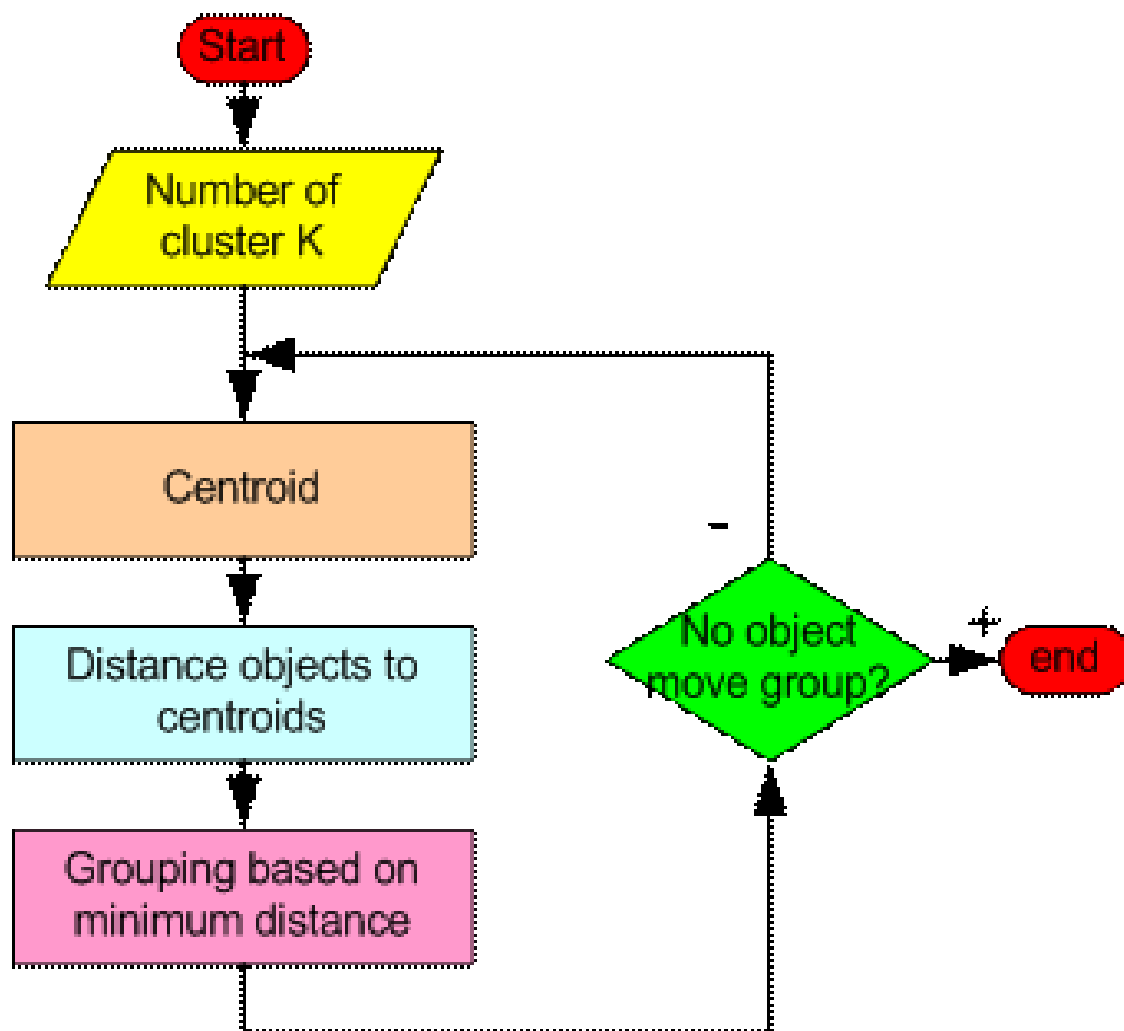 Start
Number of
cluster K
Centroid
Distance objects to
centroids
Grouping based on
minimum distance
-
No object
move group?
+
end